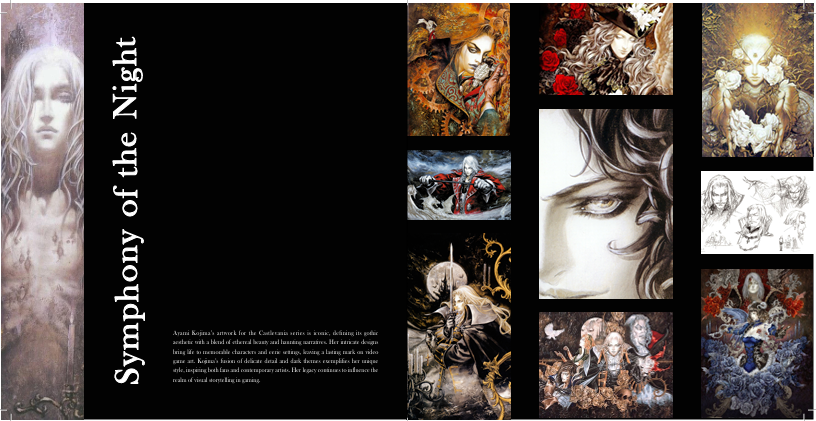 Symphony of the Night
Ayami Kojima's artwork for the Castlevania series is iconic, defining its gothic
aesthetic with a blend of ethereal beauty and haunting narratives. Her intricate designs
bring life to memorable characters and eerie settings, leaving a lasting mark on video
game art. Kojima's fusion of delicate detail and dark themes exemplifies her unique
style, inspiring both fans and contemporary artists. Her legacy continues to influence the
realm of visual storytelling in gaming.